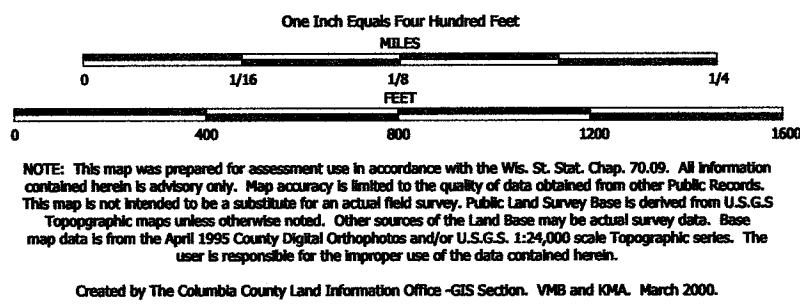 One Inch Equals Four Hundred Feet
MILES
0 1/16 1/8 1/4
FEET
0 400 800 1200 1600
NOTE: This map was prepared for assessment use in accordance with the Wis. St. Stat. Chap. 70.09. All information
contained herein is advisory only. Map accuracy is limited to the quality of data obtained from other Public Records.
This map is not intended to be a substitute for an actual field survey. Public Land Survey Base is derived from U.S.G.S
Topopgraphic maps unless otherwise noted. Other sources of the Land Base may be actual survey data. Base
map data is from the April 1995 County Digital Orthophotos and/or U.S.G.S. 1:24,000 scale Topographic series. The
user is responsible for the improper use of the data contained herein.
Created by The Columbia County Land Information Office -GIS Section. VMB and KMA. March 2000.